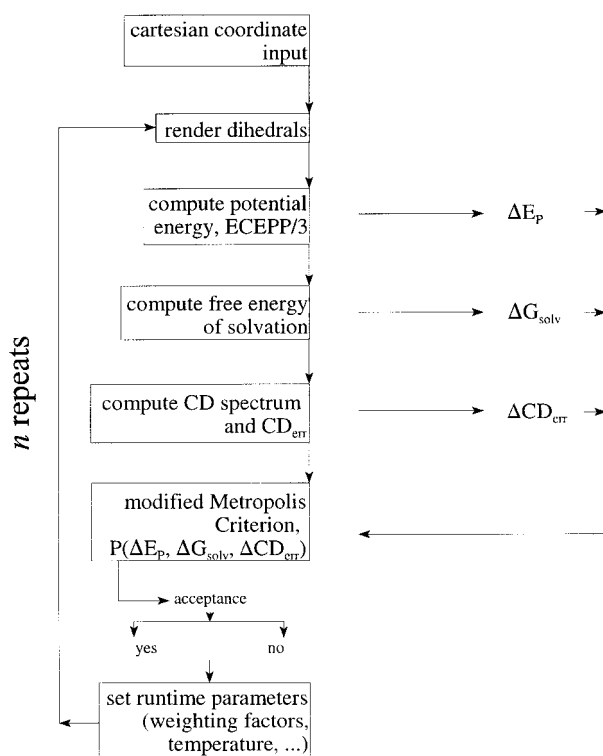 cartesian coordinate
input
render dihedrals
compute potential
energy, ECEPP/3
ΔE_P
compute free energy
of solvation
ΔG_solv
compute CD spectrum
and CD_err
ΔCD_err
modified Metropolis
Criterion,
P(ΔE_P, ΔG_solv, ΔCD_err)
acceptance
yes no
set runtime parameters
(weighting factors,
temperature, ...)
n repeats